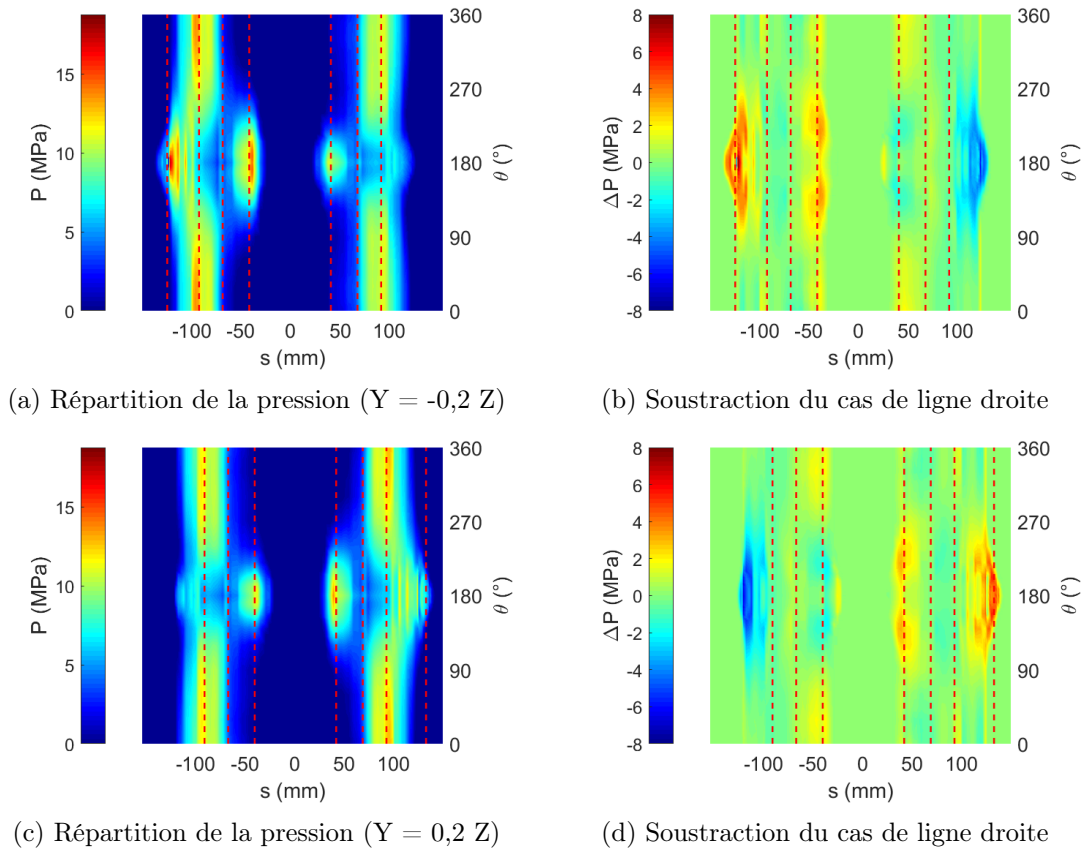 15
10
5
0
P (MPa)
360
270
180
90
0
θ (°)
-100 -50 0 50 100
s (mm)
8
6
4
2
0
-2
-4
-6
-8
ΔP (MPa)
360
270
180
90
0
θ (°)
-100 -50 0 50 100
s (mm)
(a) Répartition de la pression (Y = -0,2 Z)
(b) Soustraction du cas de ligne droite
15
10
5
0
P (MPa)
360
270
180
90
0
θ (°)
-100 -50 0 50 100
s (mm)
8
6
4
2
0
-2
-4
-6
-8
ΔP (MPa)
360
270
180
90
0
θ (°)
-100 -50 0 50 100
s (mm)
(c) Répartition de la pression (Y = 0,2 Z)
(d) Soustraction du cas de ligne droite